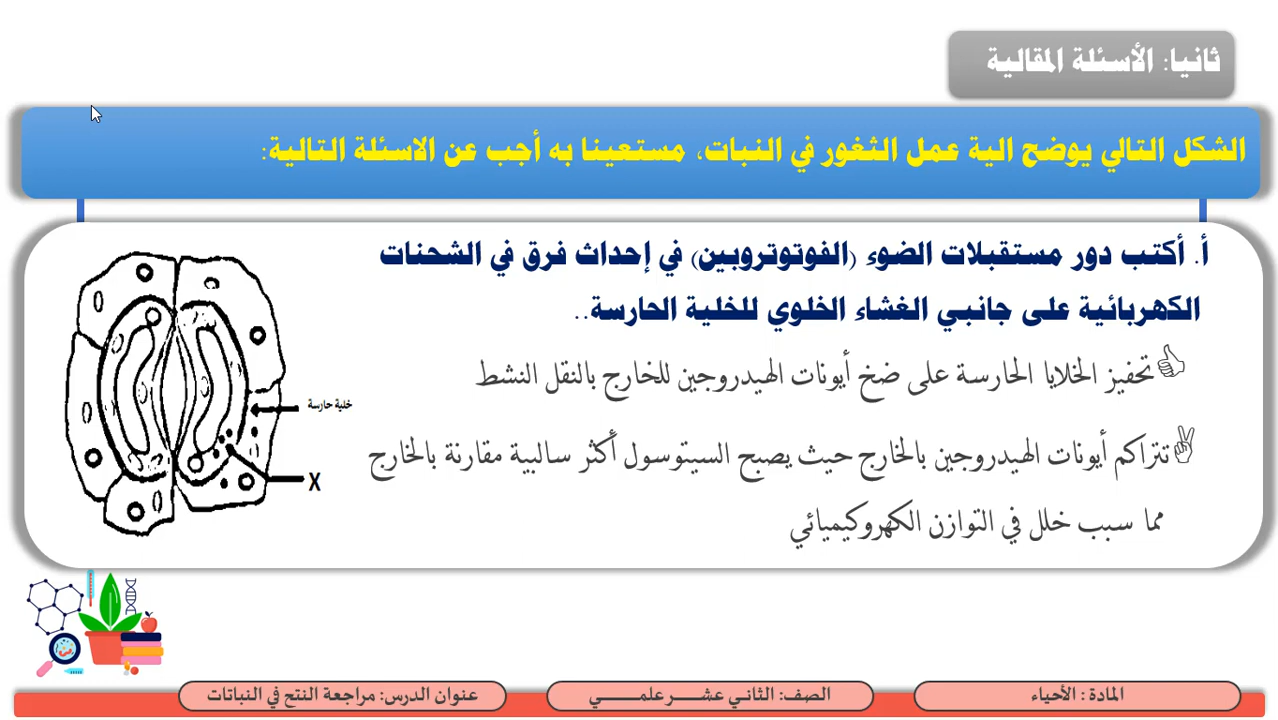 ثانيا: الأسئلة المقالية
الشكل التالي يوضح الية عمل الثغور في النبات، مستعينا به أجب عن الاسئلة التالية:
أ. أكتب دور مستقبلات الضوء (الفوتوتروبين) في إحداث فرق في الشحنات
الكهربائية على جانبي الغشاء الخلوي للخلية الحارسة..
تحفيز الخلايا الحارسة على ضخ أيونات الهيدروجين للخارج بالنقل النشط
تتراكم أيونات الهيدروجين بالخارج حيث يصبح السيتوسول أكثر سالبية مقارنة بالخارج
مما سبب خلل في التوازن الكهروكيميائي
خلية حارسة
X
المادة : الأحياء
الصف: الثاني عشر علمي
عنوان الدرس: مراجعة النتح في النباتات